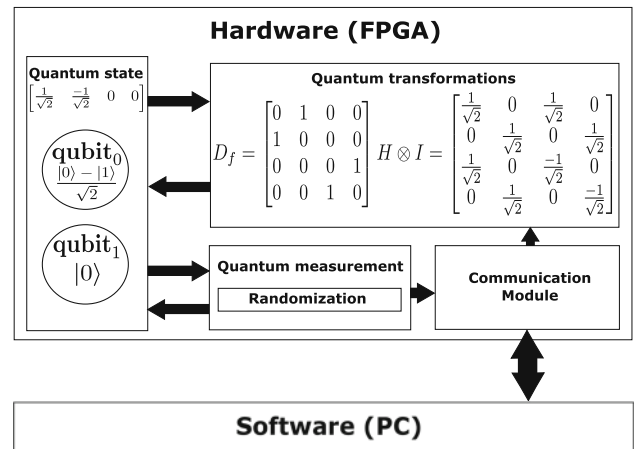 Hardware (FPGA)
Quantum state
[1/√2 -1/√2 0 0]
qubit₀
|0⟩ − |1⟩
√2
qubit₁
|0⟩
Quantum transformations
D_f = [0 1 0 0
1 0 0 0
0 0 0 1
0 0 1 0]
H ⊗ I = [1/√2 0 1/√2 0
0 1/√2 0 1/√2
1/√2 0 -1/√2 0
0 1/√2 0 -1/√2]
Quantum measurement
Randomization
Communication
Module
Software (PC)